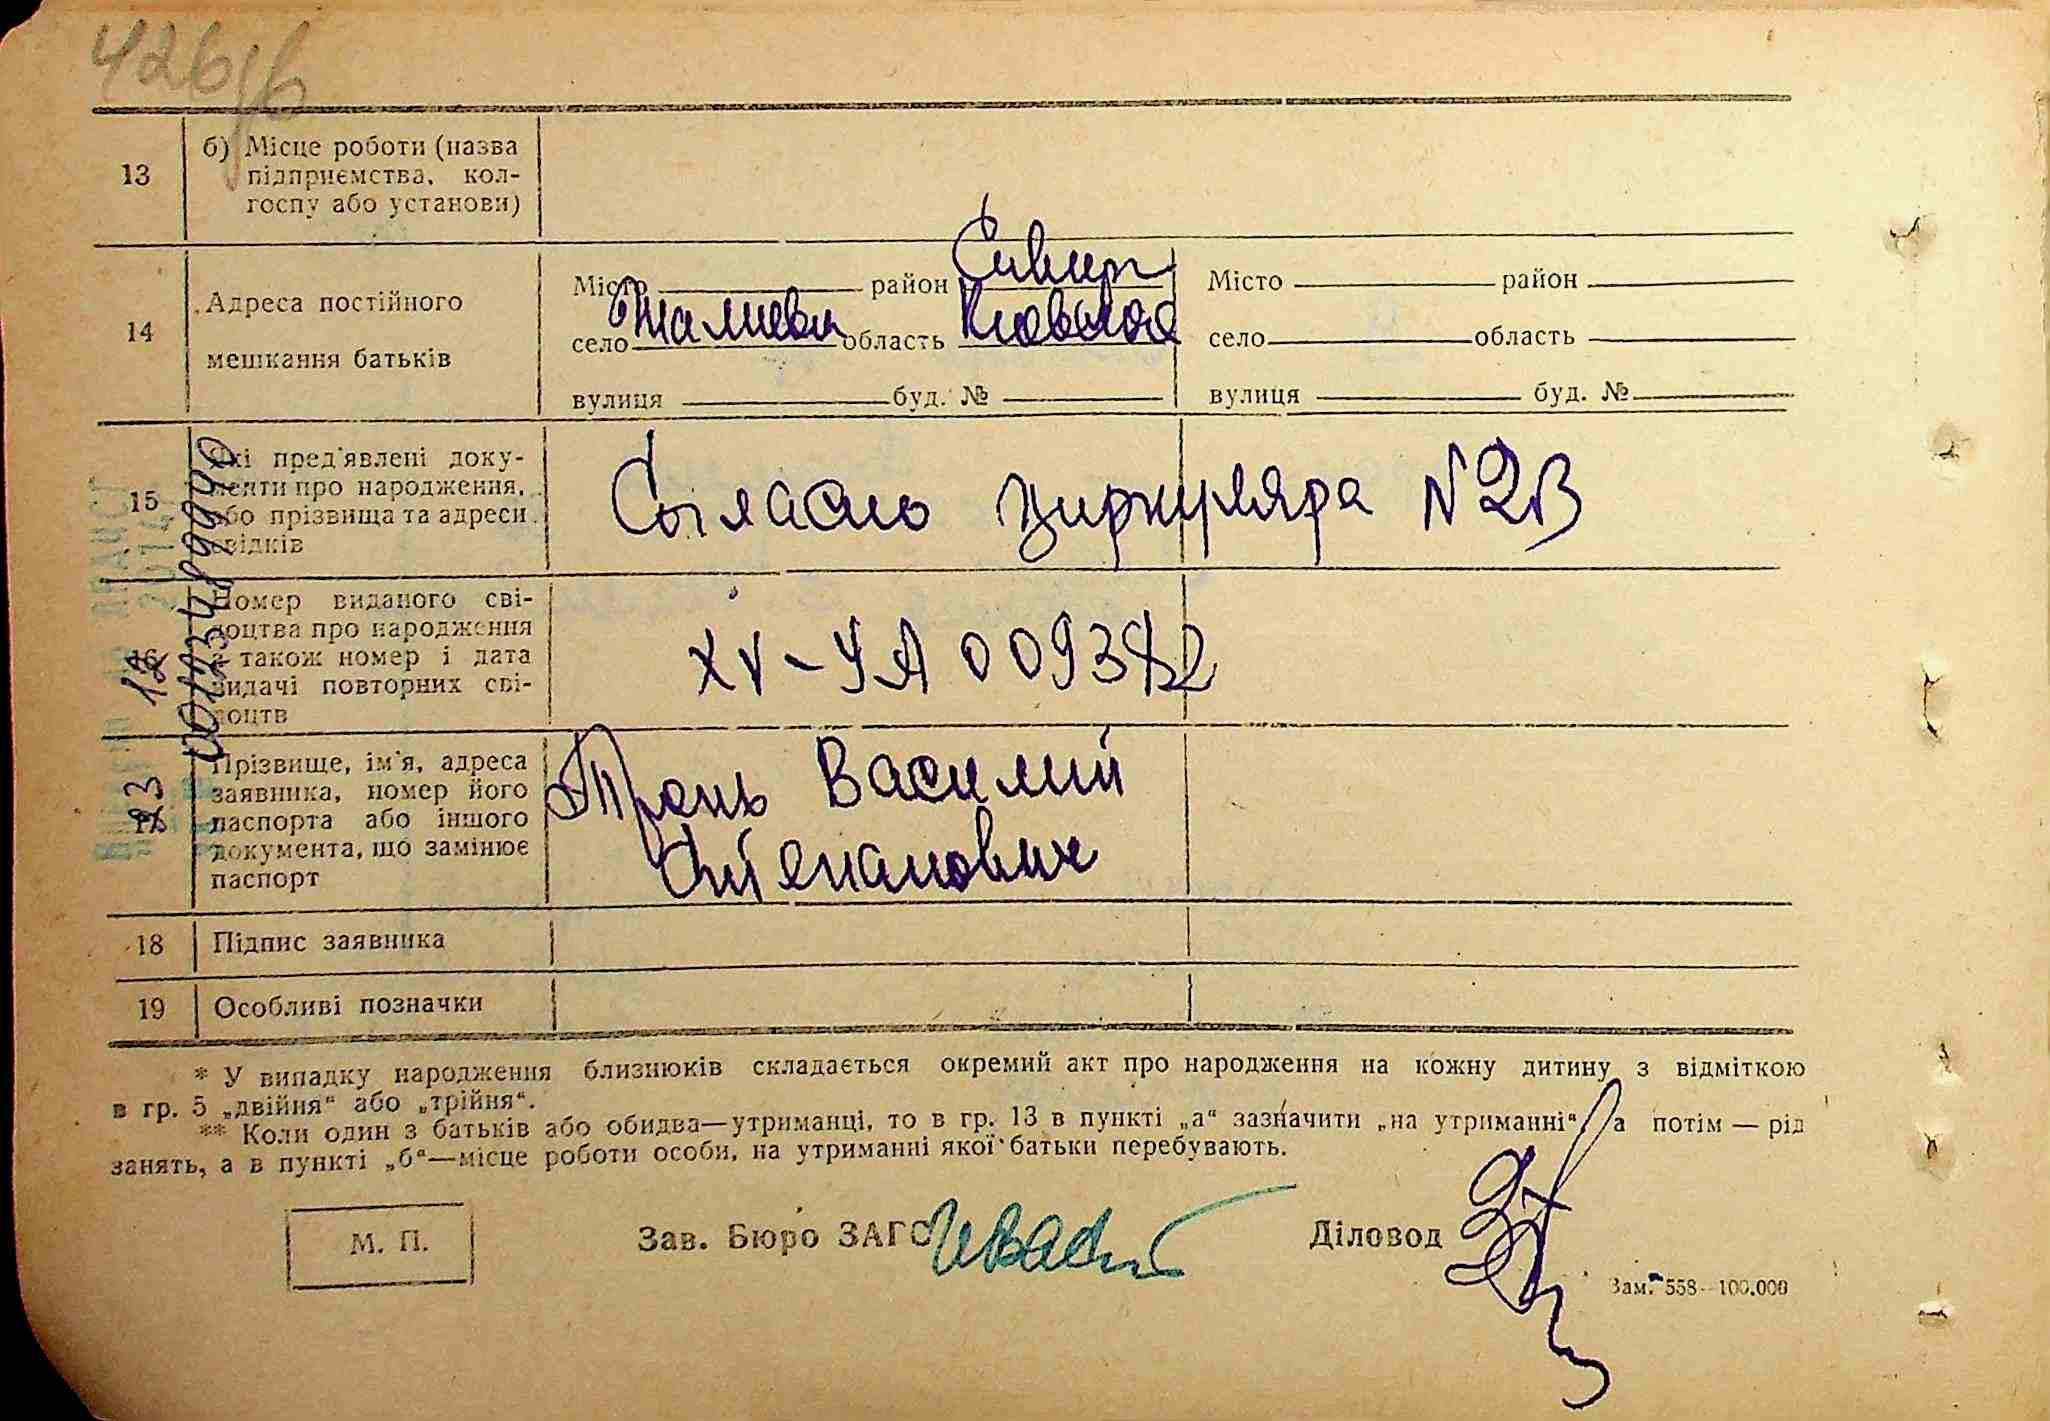 426/б
13
б) Місце роботи (назва
підприємства, кол-
госпу або установи)
14
Адреса постійного
мешкання батьків
Місто район Сквир
село область Київської
вулиця буд. №
Місто район
село область
вулиця буд. №
15
Які пред'явлені доку-
менти про народження,
або прізвища та адреси
свідків
Согласно циркуляра N 2В
16
Номер виданого сві-
доцтва про народження
а також номер і дата
видачі повторних сві-
доцтв
XV-УА 009382
17
Прізвище, ім'я, адреса
заявника, номер його
паспорта або іншого
документа, що замінює
паспорт
Василий
Степанович
18
Підпис заявника
19
Особливі позначки
* У випадку народження близнюків складається окремий акт про народження на кожну дитину з відміткою
в гр. 5 „двійня“ або „трійня“.
** Коли один з батьків або обидва—утриманці, то в гр. 13 в пункті „а“ зазначити „на утриманні“ а потім — рід
занять, а в пункті „б“—місце роботи особи, на утриманні якої батьки перебувають.
М. П.
Зав. Бюро ЗАГС
Діловод
Зам. 558—100.000